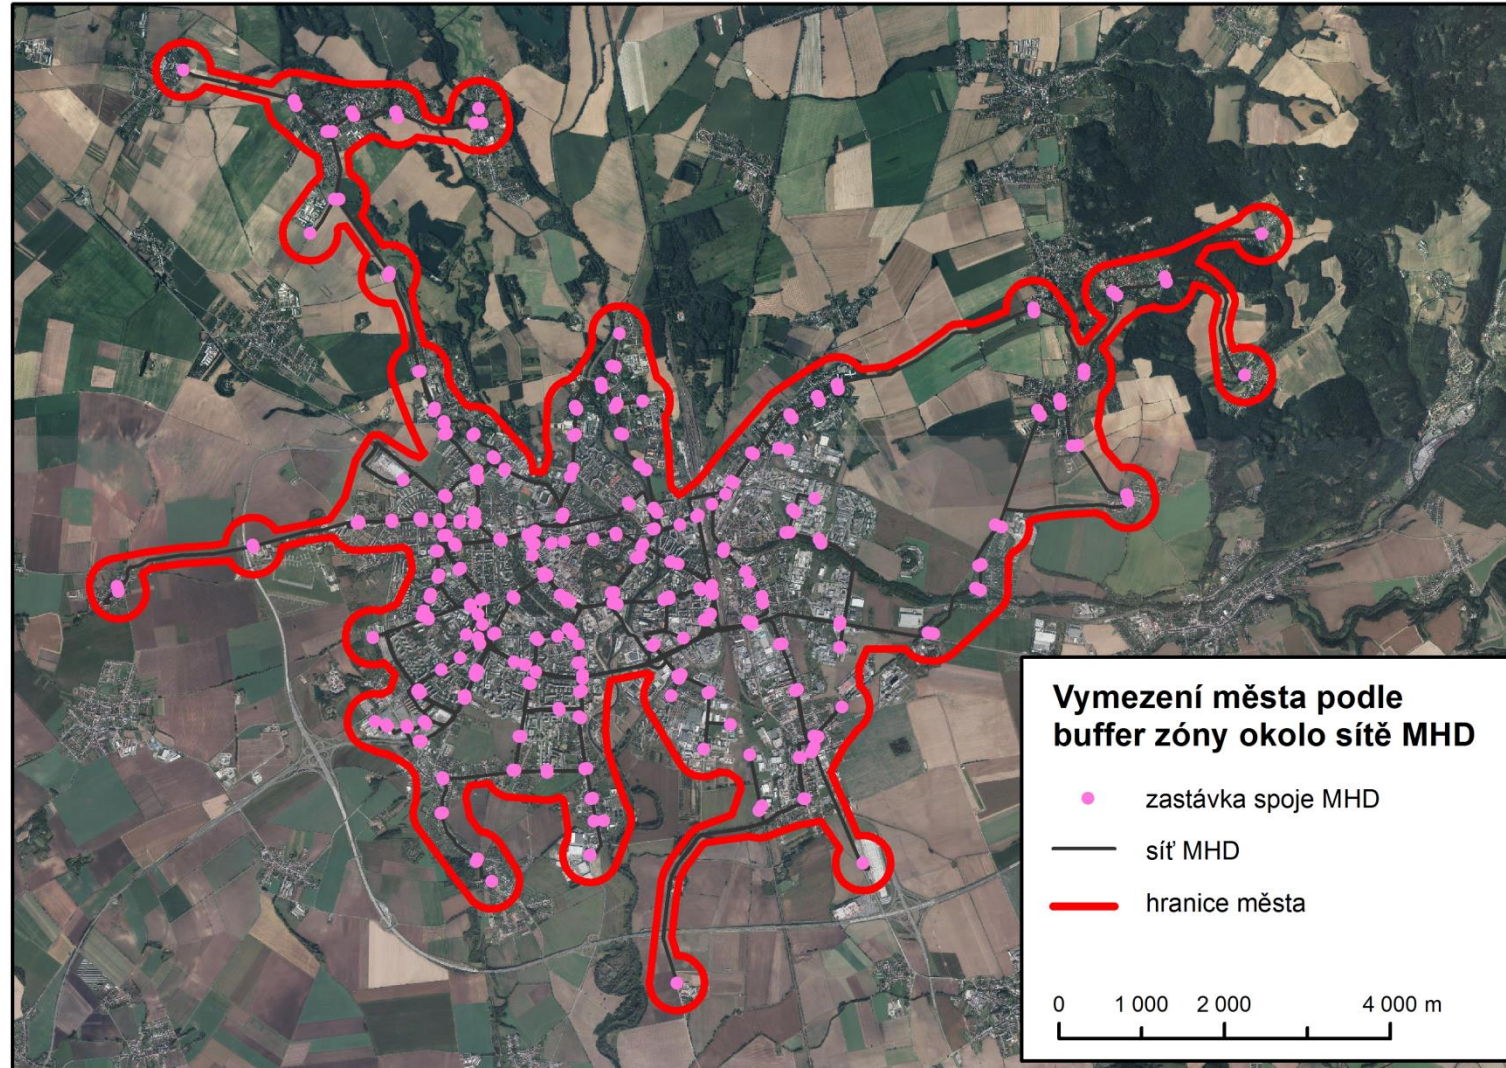 Vymezení města podle
buffer zóny okolo sítě MHD
zastávka spoje MHD
síť MHD
hranice města
0 1 000 2 000 4 000 m